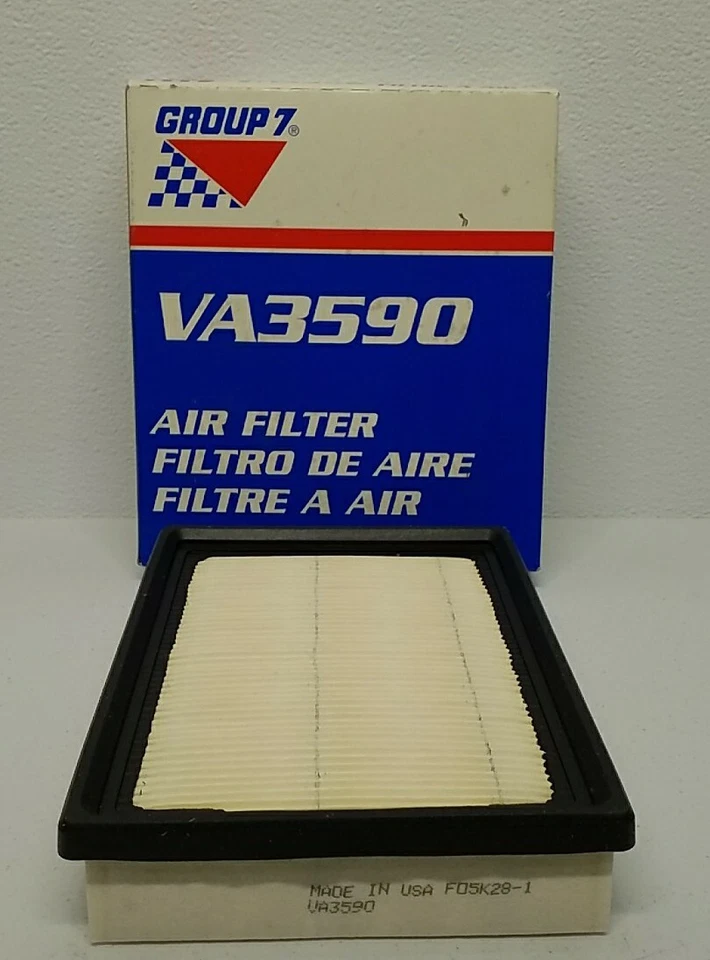 GROUP 7®
VA3590
AIR FILTER
FILTRO DE AIRE
FILTRE A AIR
MADE IN USA F05K28-1
VA3590